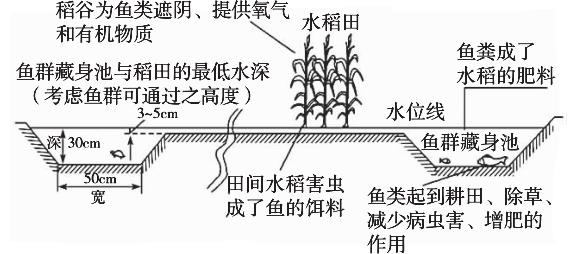 稻谷为鱼类遮阴、提供氧气
和有机物质
水稻田
鱼粪成了
水稻的肥料
鱼群藏身池与稻田的最低水深
（考虑鱼群可通过之高度）
3~5cm
水位线
深
30cm
鱼群藏身池
50cm
宽
田间水稻害虫
成了鱼的饵料
鱼类起到耕田、除草、
减少病虫害、增肥的
作用